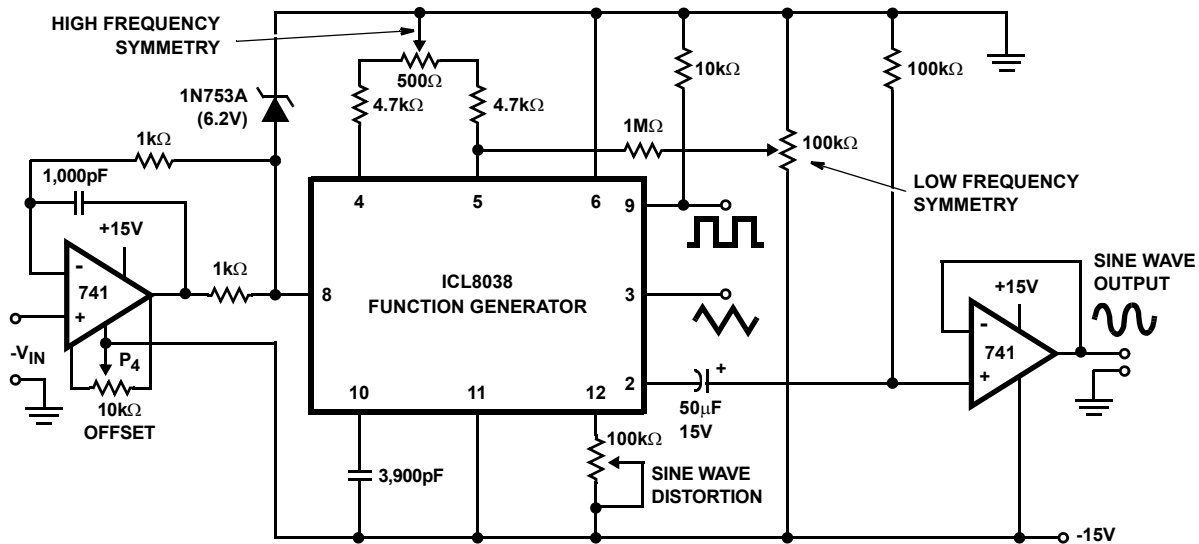 HIGH FREQUENCY
SYMMETRY
500Ω
10kΩ
100kΩ
1N753A
(6.2V)
4.7kΩ
4.7kΩ
1kΩ
1MΩ
100kΩ
LOW FREQUENCY
SYMMETRY
1,000pF
4
5
6
9
+15V
-
741
+
1kΩ
8
ICL8038
FUNCTION GENERATOR
3
SINE WAVE
OUTPUT
+15V
-
741
+
-VIN
P4
10kΩ
OFFSET
10
11
12
2
+
50μF
15V
100kΩ
3,900pF
SINE WAVE
DISTORTION
-15V